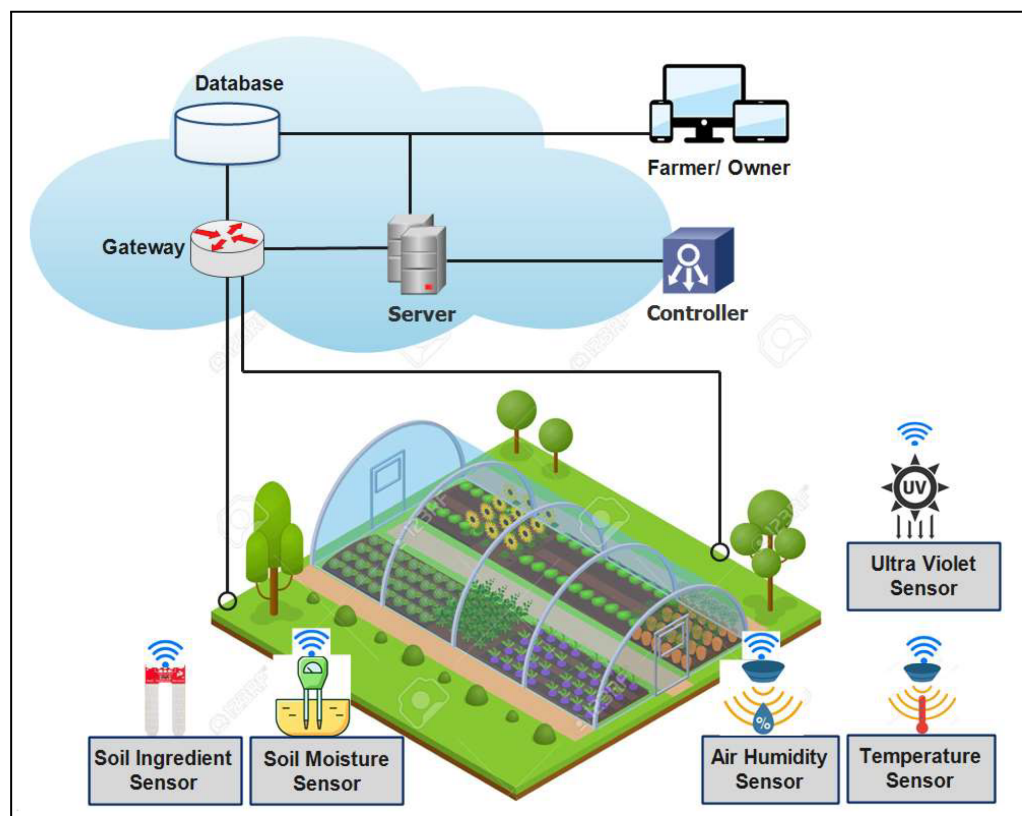 Database
Farmer/ Owner
Gateway
Server
Controller
UV
Ultra Violet
Sensor
%
Soil Ingredient
Sensor
Soil Moisture
Sensor
Air Humidity
Sensor
Temperature
Sensor
123RF